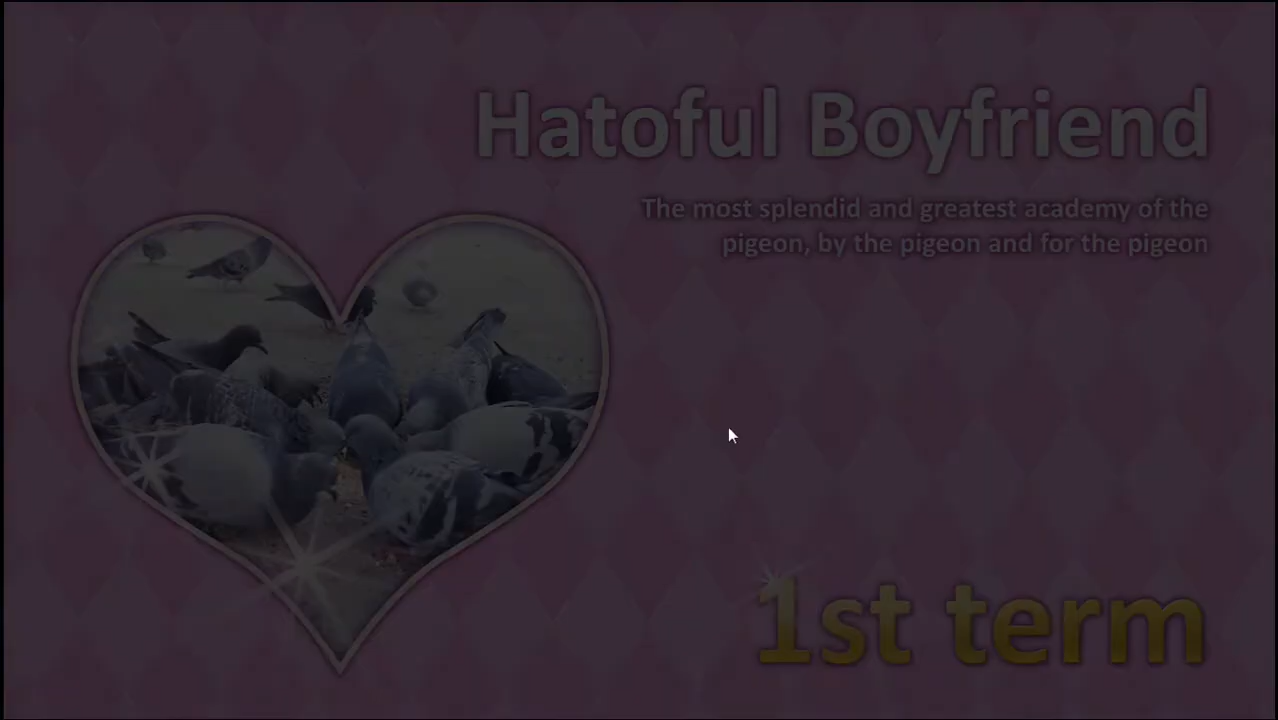 Hatoful Boyfriend
The most splendid and greatest academy of the
pigeon, by the pigeon and for the pigeon
1st term